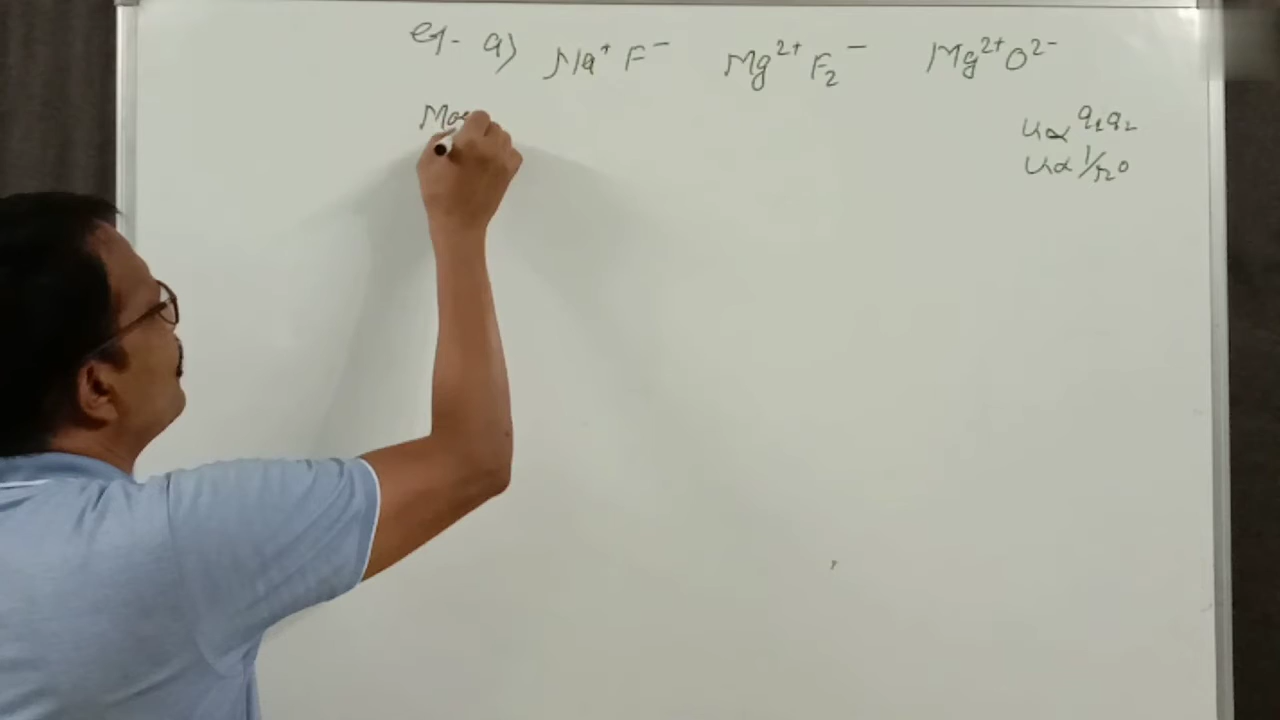 eg- a) Na⁺ F⁻ Mg²⁺ F₂⁻ Mg²⁺ O²⁻
U ∝ q₁q₂
U ∝ 1/r₀